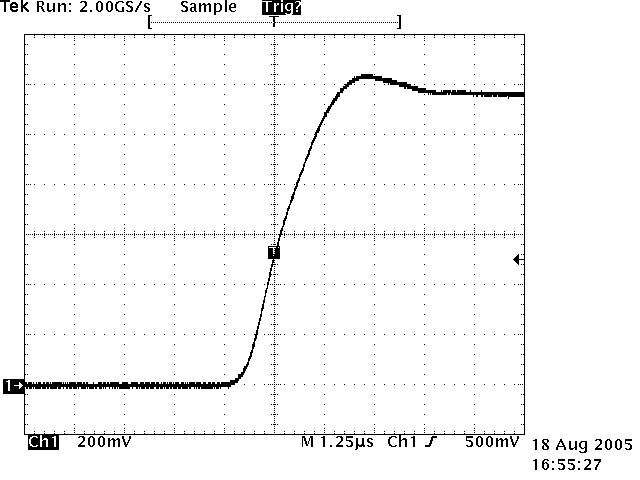 Tek Run: 2.00GS/s Sample Trig?
T
1
Ch1 200mV M 1.25µs Ch1 500mV
18 Aug 2005
16:55:27